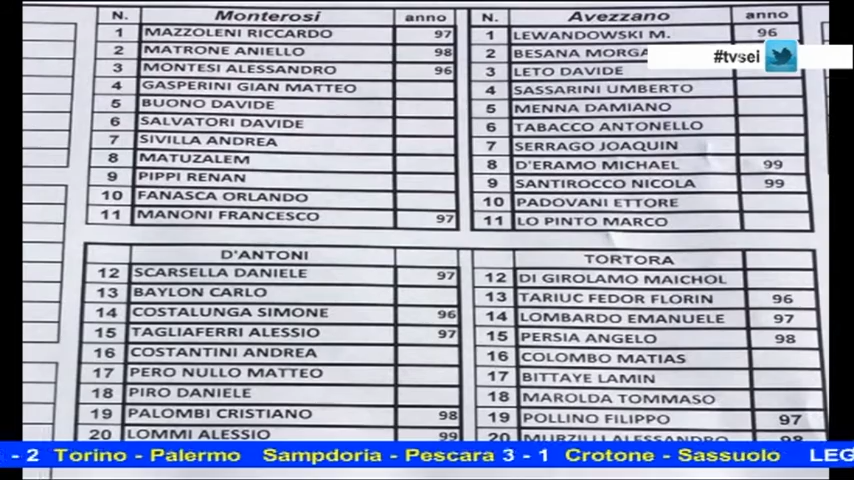 N. Monterosi anno
1 MAZZOLENI RICCARDO 97
2 MATRONE ANIELLO 98
3 MONTESI ALESSANDRO 96
4 GASPERINI GIAN MATTEO
5 BUONO DAVIDE
6 SALVATORI DAVIDE
7 SIVILLA ANDREA
8 MATUZALEM
9 PIPPI RENAN
10 FANASCA ORLANDO
11 MANONI FRANCESCO 97
D'ANTONI
12 SCARSELLA DANIELE 97
13 BAYLON CARLO
14 COSTALUNGA SIMONE 96
15 TAGLIAFERRI ALESSIO 97
16 COSTANTINI ANDREA
17 PERO NULLO MATTEO
18 PIRO DANIELE
19 PALOMBI CRISTIANO 98
20 LOMMI ALESSIO 99
N. Avezzano anno
1 LEWANDOWSKI M. 96
2 BESANA
3 LETO DAVIDE
4 SASSARINI UMBERTO
5 MENNA DAMIANO
6 TABACCO ANTONELLO
7 SERRAGO JOAQUIN
8 D'ERAMO MICHAEL 99
9 SANTIROCCO NICOLA 99
10 PADOVANI ETTORE
11 LO PINTO MARCO
TORTORA
12 DI GIROLAMO MAICHOL
13 TARIUC FEDOR FLORIN 96
14 LOMBARDO EMANUELE 97
15 PERSIA ANGELO 98
16 COLOMBO MATIAS
17 BITTAYE LAMIN
18 MAROLDA TOMMASO
19 POLLINO FILIPPO 97
20 MURZILLI ALESSANDRO 98
#tvsei
- 2 Torino - Palermo Sampdoria - Pescara 3 - 1 Crotone - Sassuolo LEG